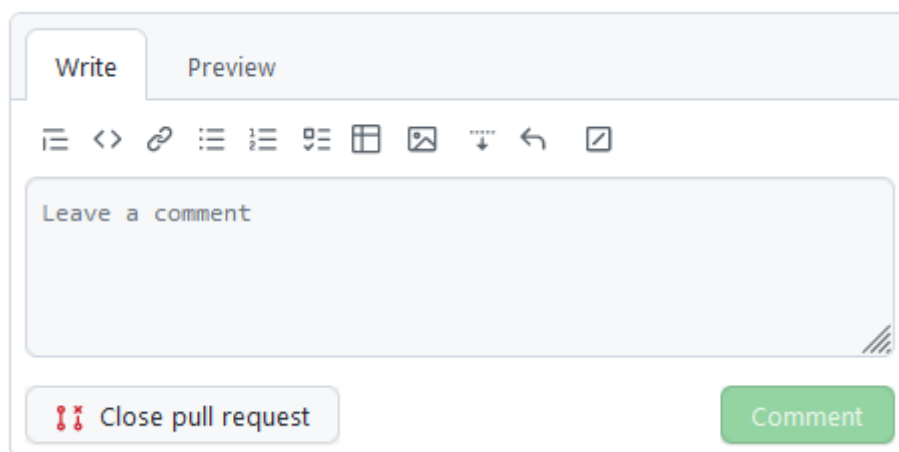 Write
Preview
Leave a comment
Close pull request
Comment